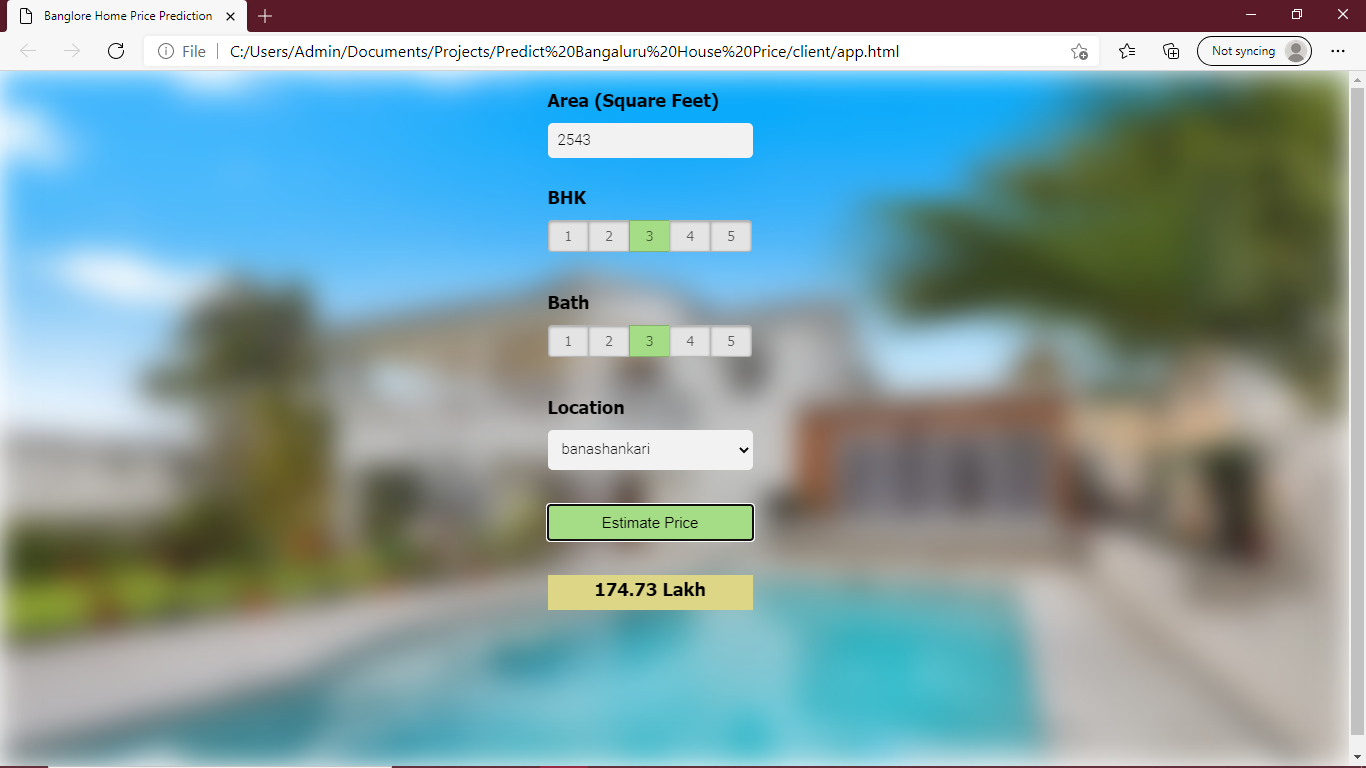 Banglore Home Price Prediction
File
C:/Users/Admin/Documents/Projects/Predict%20Bangaluru%20House%20Price/client/app.html
Not syncing
Area (Square Feet)
2543
BHK
1 2 3 4 5
Bath
1 2 3 4 5
Location
banashankari
Estimate Price
174.73 Lakh